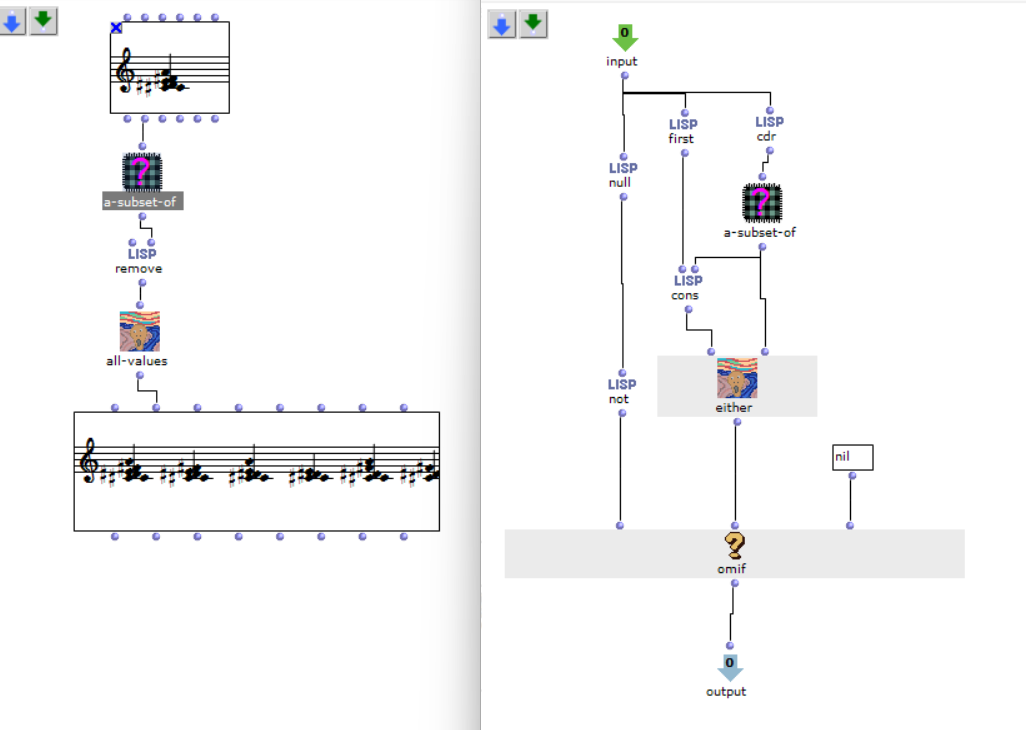 a-subset-of
LISP
remove
all-values
0
input
LISP
first
LISP
cdr
LISP
null
a-subset-of
LISP
cons
LISP
not
either
nil
omif
0
output